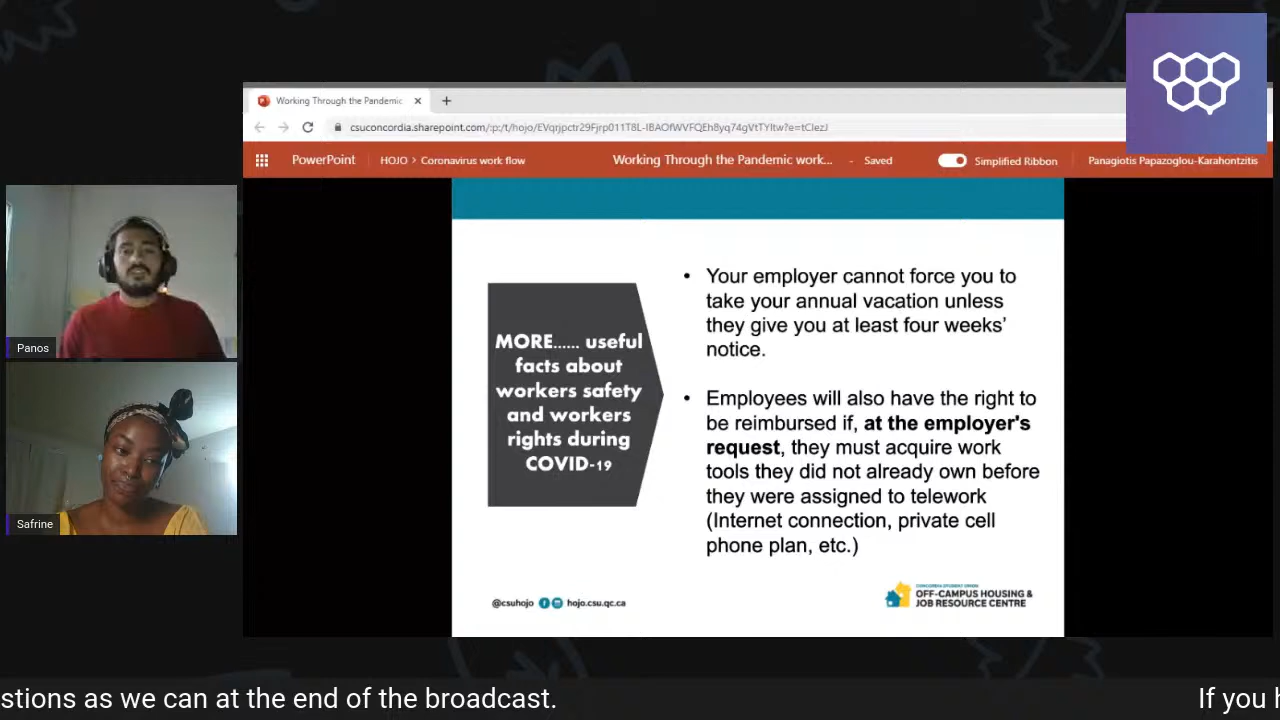 Working Through the Pandemic
csuconcordia.sharepoint.com/:p:/t/hojo/EVqrjpctr29Fjrp011T8L-IBAOfWVFQEh8yq74gVtTYltw?e=tClezJ
PowerPoint
HOJO > Coronavirus work flow
Working Through the Pandemic work... - Saved
Simplified Ribbon
Panagiotis Papazoglou-Karahontzitis
Panos
Safrine
MORE...... useful
facts about
workers safety
and workers
rights during
COVID-19
• Your employer cannot force you to
take your annual vacation unless
they give you at least four weeks’
notice.
• Employees will also have the right to
be reimbursed if, at the employer's
request, they must acquire work
tools they did not already own before
they were assigned to telework
(Internet connection, private cell
phone plan, etc.)
@csuhojo
hojo.csu.qc.ca
CONCORDIA STUDENT UNION
OFF-CAMPUS HOUSING &
JOB RESOURCE CENTRE
stions as we can at the end of the broadcast.
If you h